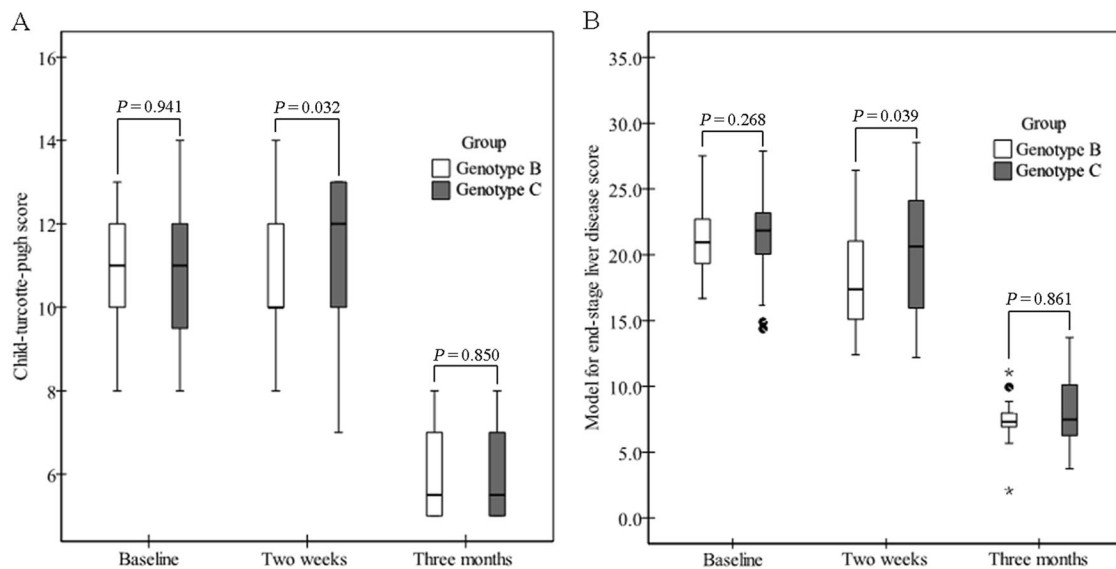 A
Child-turcotte-pugh score
16
14
12
10
8
6
P = 0.941
P = 0.032
P = 0.850
Group
Genotype B
Genotype C
Baseline
Two weeks
Three months
B
Model for end-stage liver disease score
35.0
30.0
25.0
20.0
15.0
10.0
5.0
0.0
P = 0.268
P = 0.039
P = 0.861
Group
Genotype B
Genotype C
Baseline
Two weeks
Three months